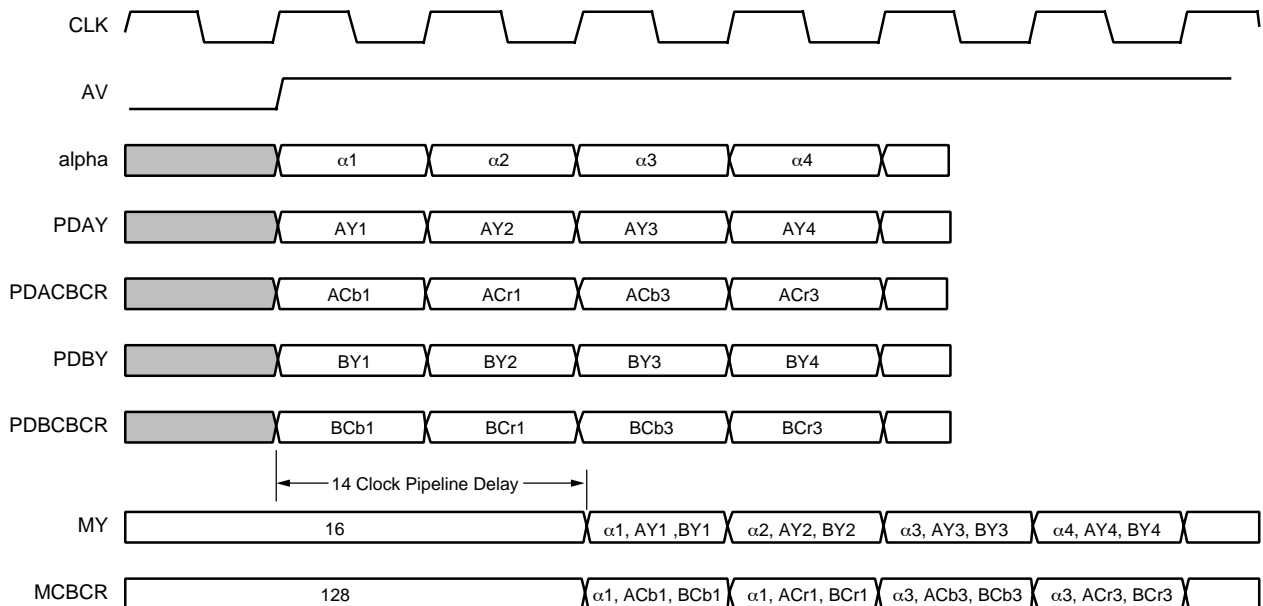 CLK
AV
alpha α1 α2 α3 α4
PDAY AY1 AY2 AY3 AY4
PDACBCR ACb1 ACr1 ACb3 ACr3
PDBY BY1 BY2 BY3 BY4
PDBCBCR BCb1 BCr1 BCb3 BCr3
14 Clock Pipeline Delay
MY 16 α1, AY1 ,BY1 α2, AY2, BY2 α3, AY3, BY3 α4, AY4, BY4
MCBCR 128 α1, ACb1, BCb1 α1, ACr1, BCr1 α3, ACb3, BCb3 α3, ACr3, BCr3